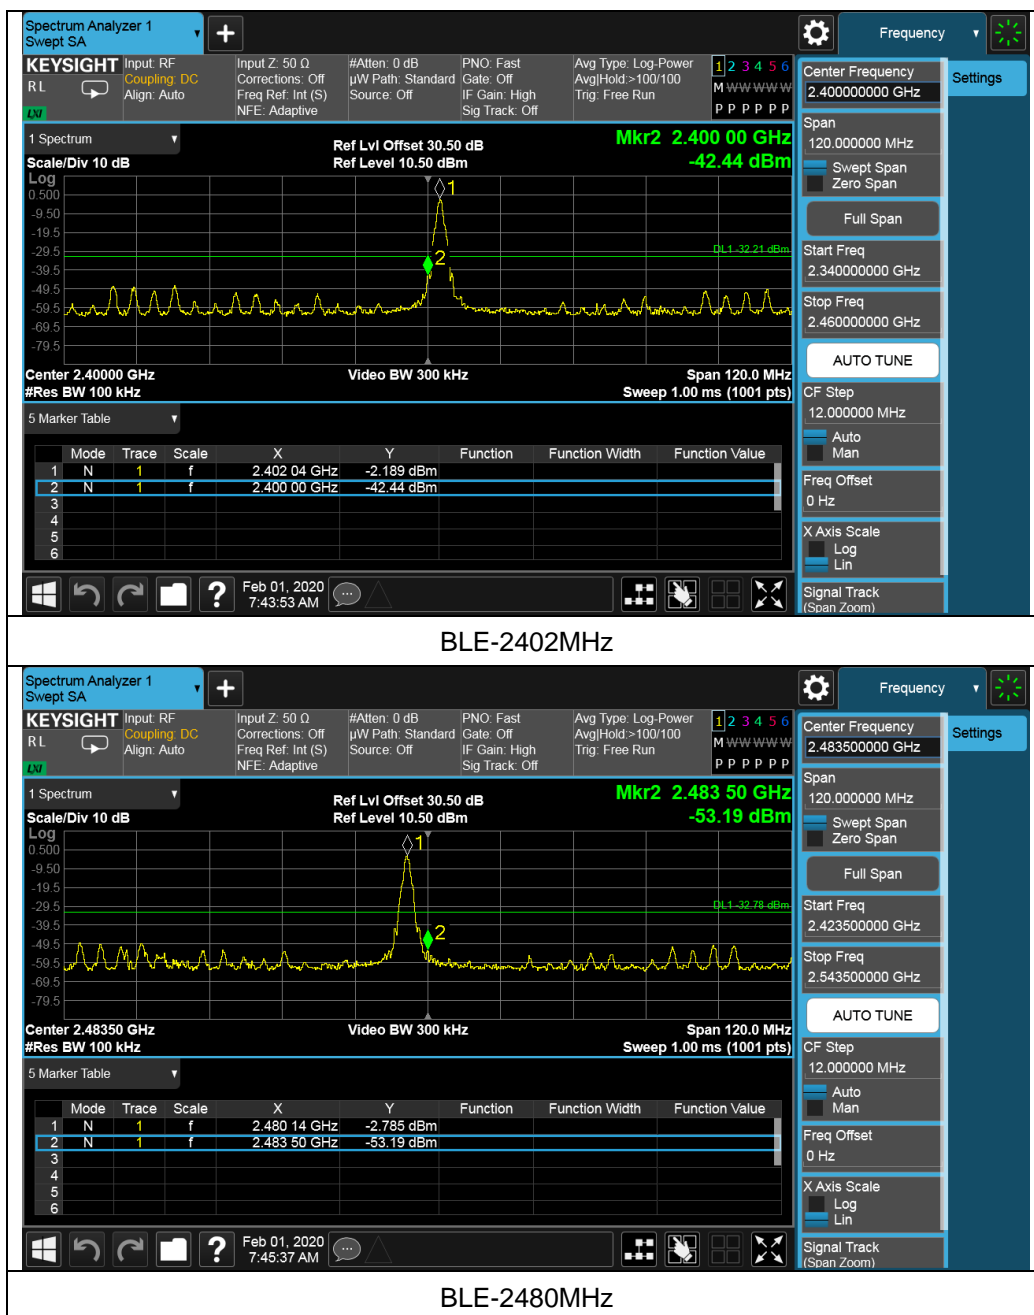 Spectrum Analyzer 1
Swept SA
Frequency
KEYSIGHT
RL
LXI
Input: RF
Coupling: DC
Align: Auto
Input Z: 50 Ω
Corrections: Off
Freq Ref: Int (S)
NFE: Adaptive
#Atten: 0 dB
µW Path: Standard
Source: Off
PNO: Fast
Gate: Off
IF Gain: High
Sig Track: Off
Avg Type: Log-Power
Avg|Hold:>100/100
Trig: Free Run
1 2 3 4 5 6
M W W W W W
P P P P P P
1 Spectrum
Scale/Div 10 dB
Ref Lvl Offset 30.50 dB
Ref Level 10.50 dBm
Mkr2 2.400 00 GHz
-42.44 dBm
Log
0.500
-9.50
-19.5
-29.5
-39.5
-49.5
-59.5
-69.5
-79.5
1
2
DL1 -32.21 dBm
Center 2.40000 GHz
#Res BW 100 kHz
Video BW 300 kHz
Span 120.0 MHz
Sweep 1.00 ms (1001 pts)
5 Marker Table
Mode Trace Scale X Y Function Function Width Function Value
1 N 1 f 2.402 04 GHz -2.189 dBm
2 N 1 f 2.400 00 GHz -42.44 dBm
3
4
5
6
Feb 01, 2020
7:43:53 AM
Center Frequency
2.400000000 GHz
Span
120.000000 MHz
Swept Span
Zero Span
Full Span
Start Freq
2.340000000 GHz
Stop Freq
2.460000000 GHz
AUTO TUNE
CF Step
12.000000 MHz
Auto
Man
Freq Offset
0 Hz
X Axis Scale
Log
Lin
Signal Track
(Span Zoom)
Settings
BLE-2402MHz
Spectrum Analyzer 1
Swept SA
Frequency
KEYSIGHT
RL
LXI
Input: RF
Coupling: DC
Align: Auto
Input Z: 50 Ω
Corrections: Off
Freq Ref: Int (S)
NFE: Adaptive
#Atten: 0 dB
µW Path: Standard
Source: Off
PNO: Fast
Gate: Off
IF Gain: High
Sig Track: Off
Avg Type: Log-Power
Avg|Hold:>100/100
Trig: Free Run
1 2 3 4 5 6
M W W W W W
P P P P P P
1 Spectrum
Scale/Div 10 dB
Ref Lvl Offset 30.50 dB
Ref Level 10.50 dBm
Mkr2 2.483 50 GHz
-53.19 dBm
Log
0.500
-9.50
-19.5
-29.5
-39.5
-49.5
-59.5
-69.5
-79.5
1
2
DL1 -32.78 dBm
Center 2.48350 GHz
#Res BW 100 kHz
Video BW 300 kHz
Span 120.0 MHz
Sweep 1.00 ms (1001 pts)
5 Marker Table
Mode Trace Scale X Y Function Function Width Function Value
1 N 1 f 2.480 14 GHz -2.785 dBm
2 N 1 f 2.483 50 GHz -53.19 dBm
3
4
5
6
Feb 01, 2020
7:45:37 AM
Center Frequency
2.483500000 GHz
Span
120.000000 MHz
Swept Span
Zero Span
Full Span
Start Freq
2.423500000 GHz
Stop Freq
2.543500000 GHz
AUTO TUNE
CF Step
12.000000 MHz
Auto
Man
Freq Offset
0 Hz
X Axis Scale
Log
Lin
Signal Track
(Span Zoom)
Settings
BLE-2480MHz